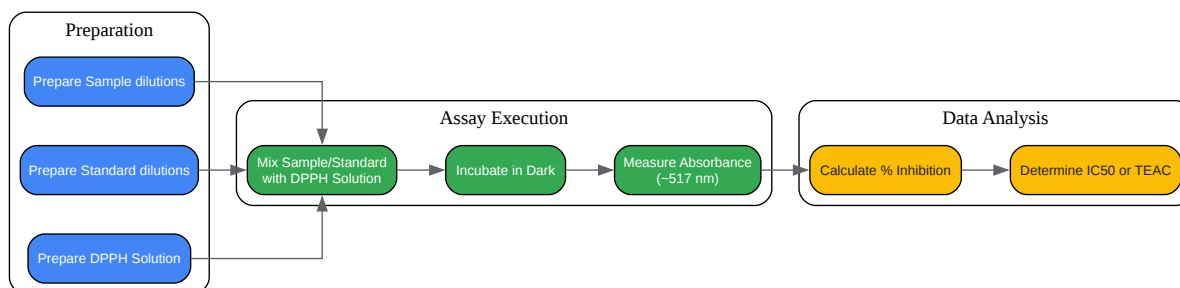 Preparation
Prepare Sample dilutions
Prepare Standard dilutions
Prepare DPPH Solution
Assay Execution
Mix Sample/Standard
with DPPH Solution
Incubate in Dark
Measure Absorbance
(~517 nm)
Data Analysis
Calculate % Inhibition
Determine IC50 or TEAC